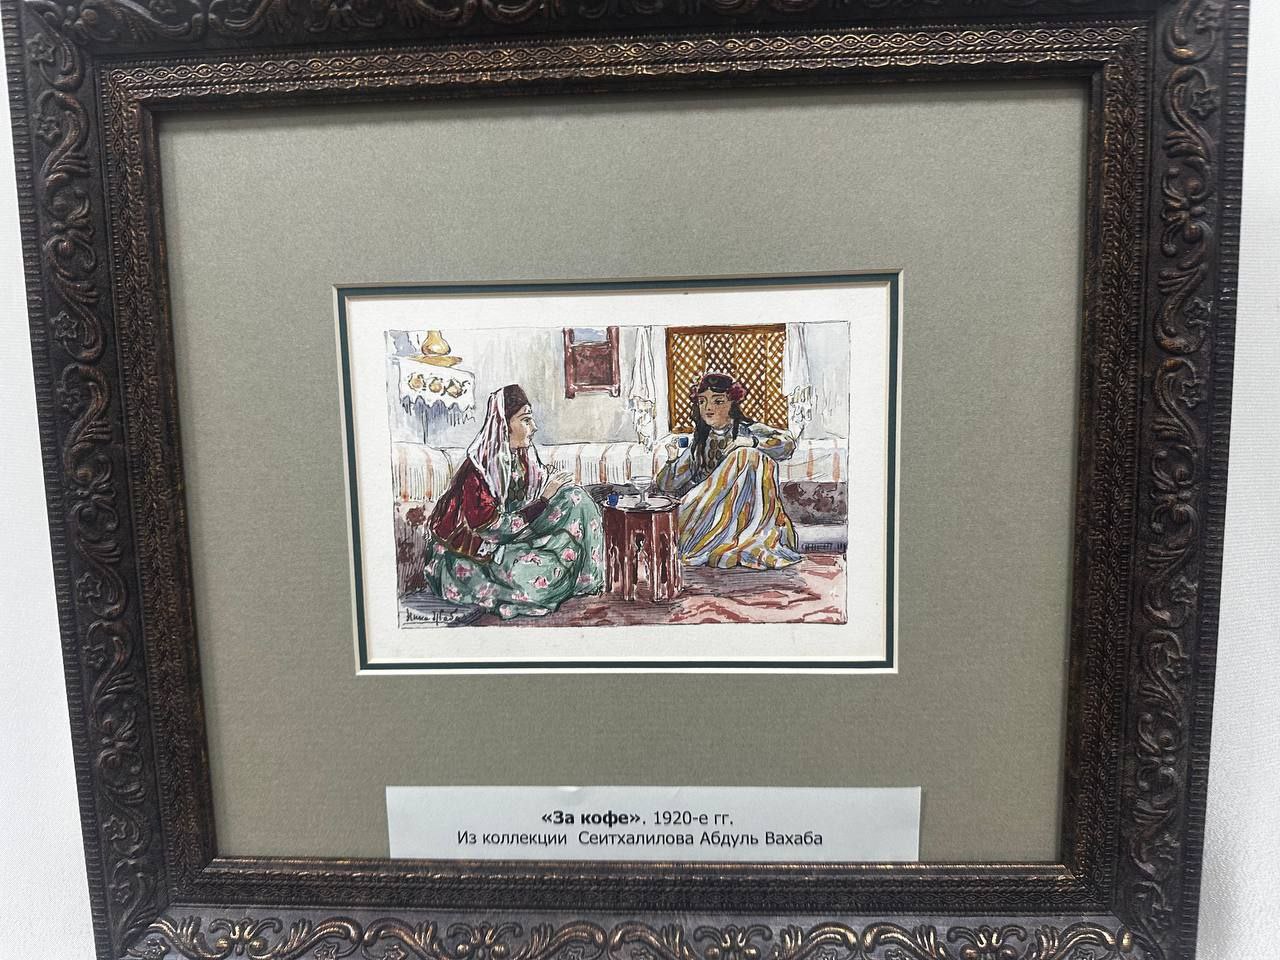 «За кофе». 1920-е гг.
Из коллекции Сеитхалилова Абдуль Вахаба